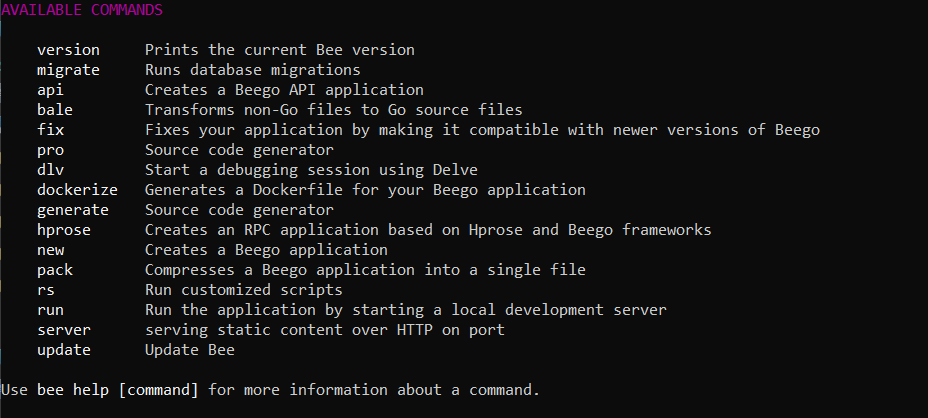 AVAILABLE COMMANDS
version Prints the current Bee version
migrate Runs database migrations
api Creates a Beego API application
bale Transforms non-Go files to Go source files
fix Fixes your application by making it compatible with newer versions of Beego
pro Source code generator
dlv Start a debugging session using Delve
dockerize Generates a Dockerfile for your Beego application
generate Source code generator
hprose Creates an RPC application based on Hprose and Beego frameworks
new Creates a Beego application
pack Compresses a Beego application into a single file
rs Run customized scripts
run Run the application by starting a local development server
server serving static content over HTTP on port
update Update Bee
Use bee help [command] for more information about a command.